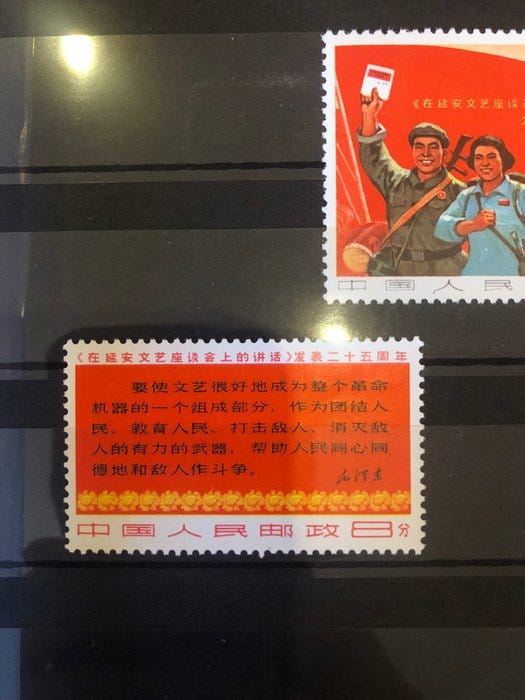 《在延安文艺座谈
中国人民
《在延安文艺座谈会上的讲话》发表二十五周年
要使文艺很好地成为整个革命
机器的一个组成部分，作为团结人
民、教育人民、打击敌人、消灭敌
人的有力的武器，帮助人民同心同
德地和敌人作斗争。
毛泽东
中国人民邮政8分